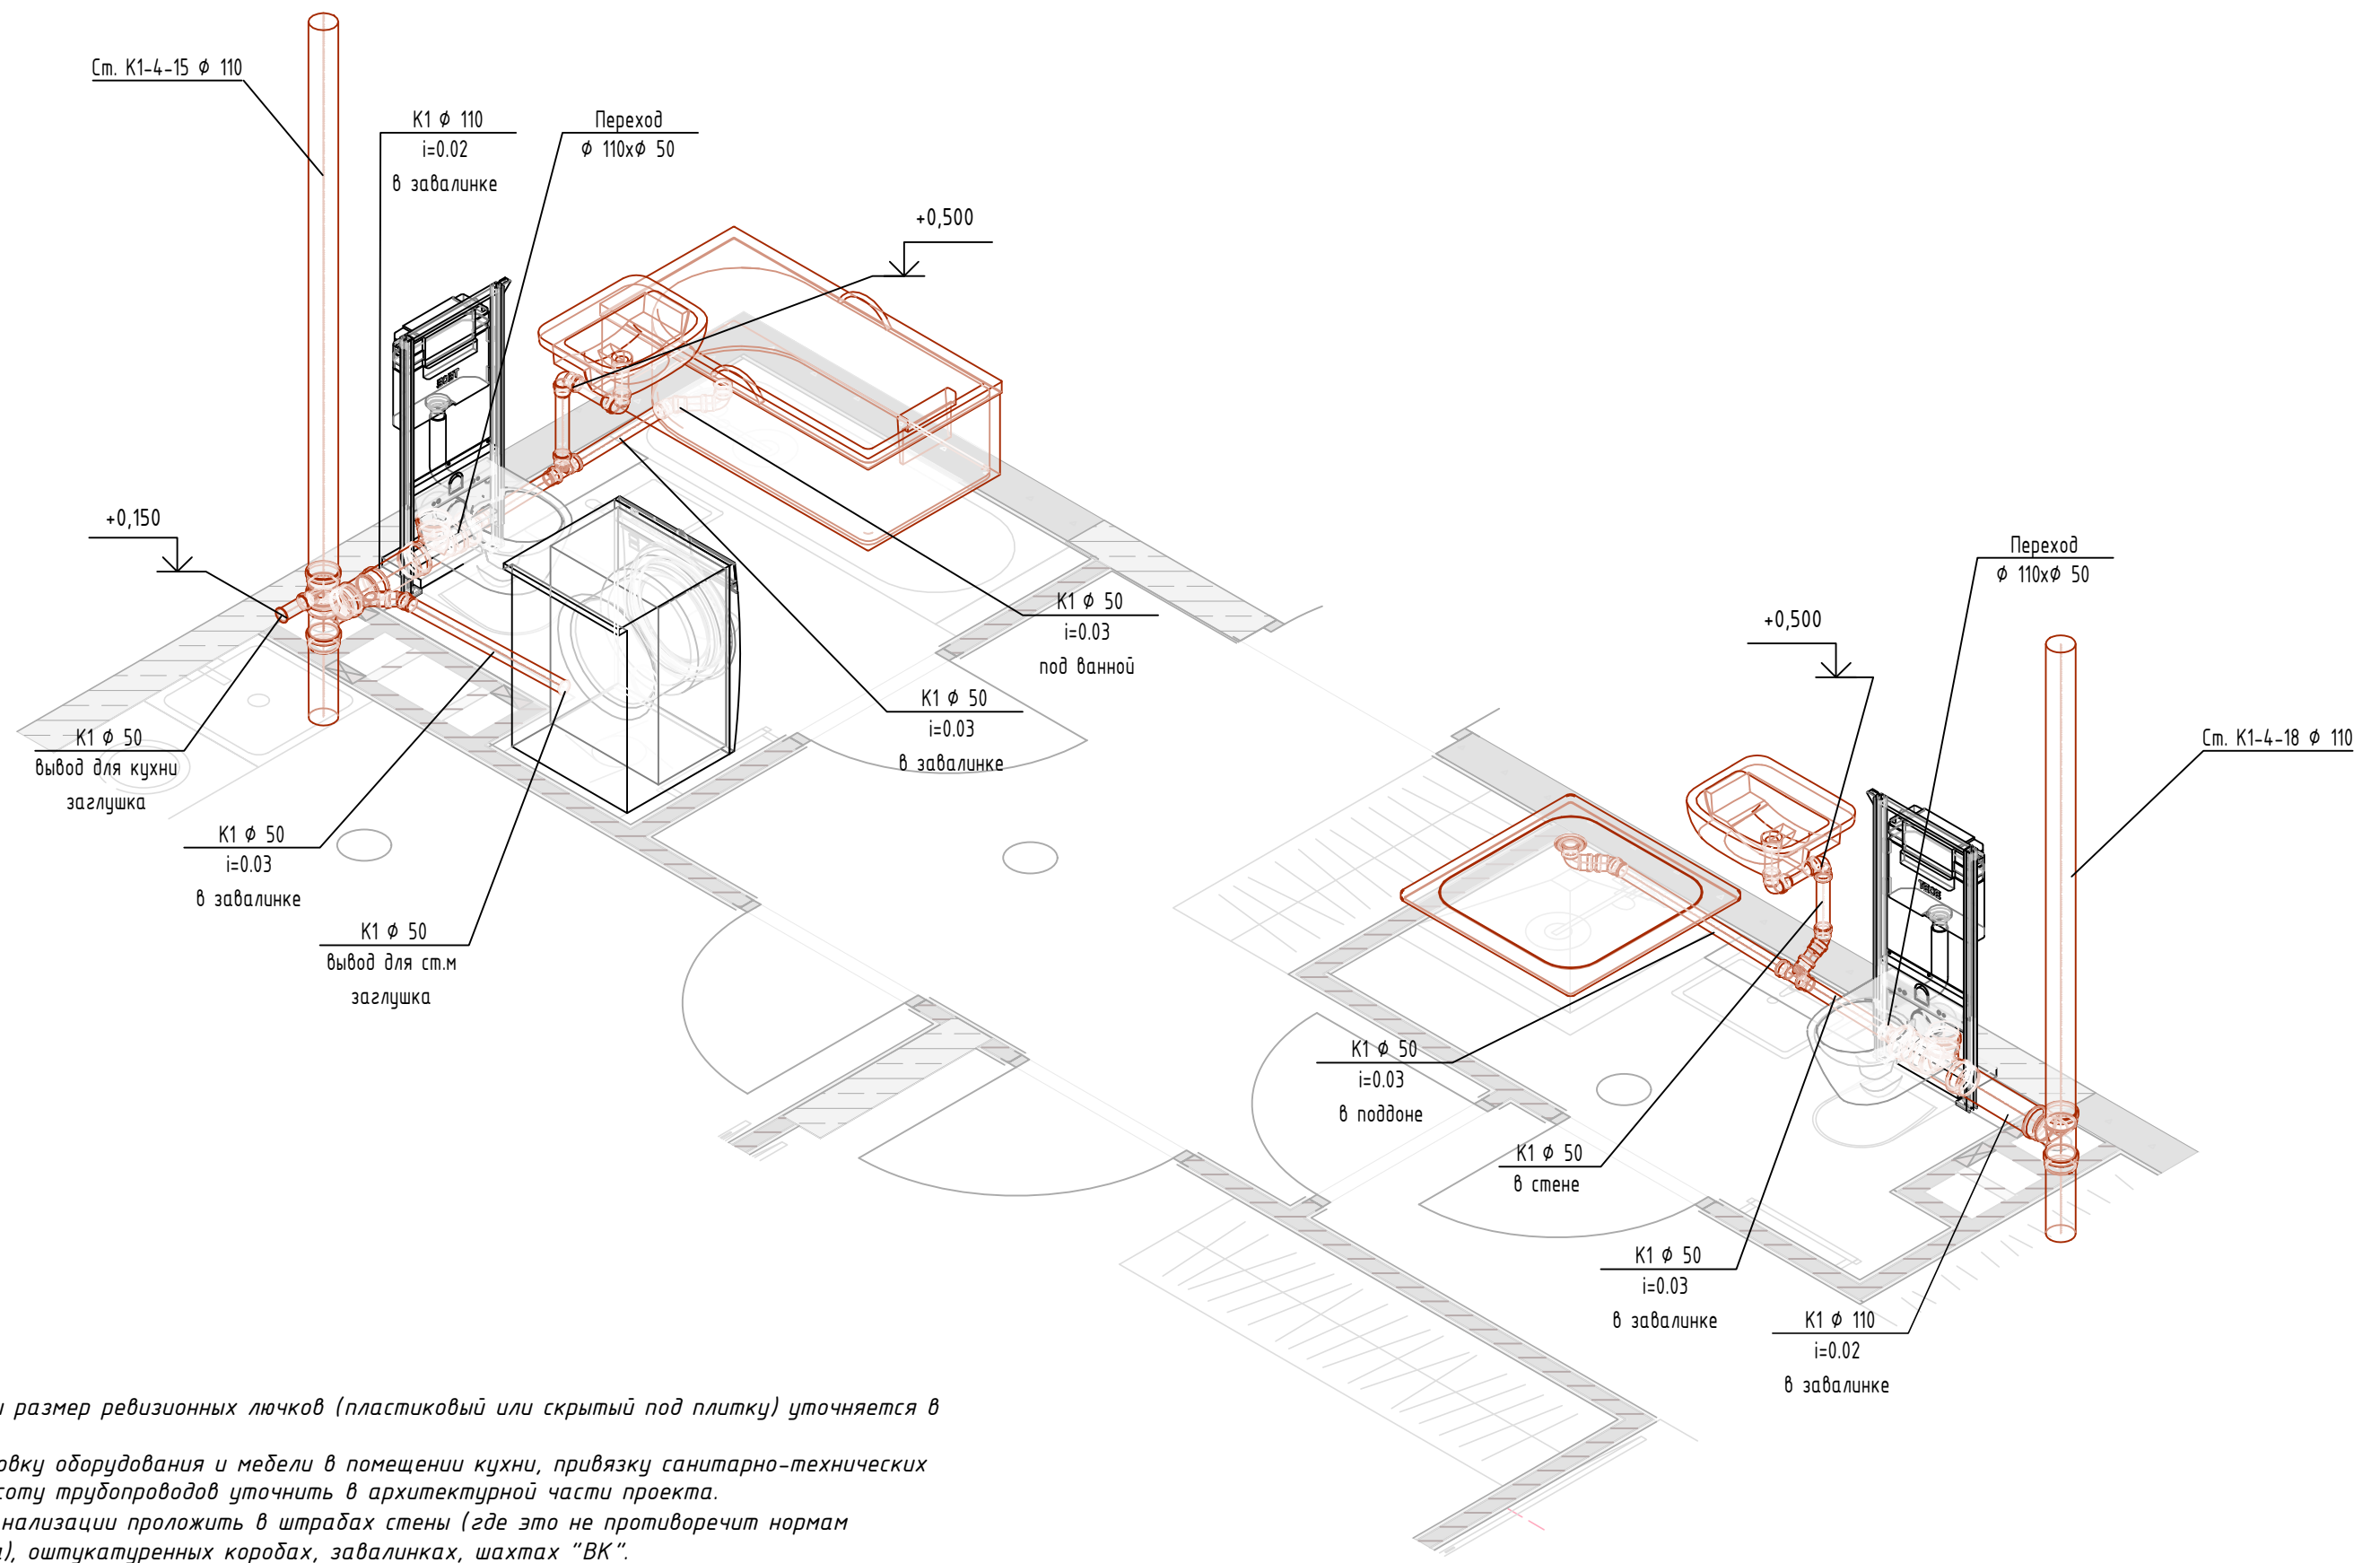 Ст. К1-4-15 Ф 110
К1 Ф 110
i=0.02
в завалинке
Переход
Ф 110хФ 50
+0,500
+0,150
К1 Ф 50
вывод для кухни
заглушка
К1 Ф 50
i=0.03
в завалинке
К1 Ф 50
вывод для ст.м
заглушка
К1 Ф 50
i=0.03
под ванной
К1 Ф 50
i=0.03
в завалинке
Переход
Ф 110хФ 50
+0,500
Ст. К1-4-18 Ф 110
К1 Ф 50
i=0.03
в поддоне
К1 Ф 50
в стене
К1 Ф 50
i=0.03
в завалинке
К1 Ф 110
i=0.02
в завалинке
и размер ревизионных лючков (пластиковый или скрытый под плитку) уточняется в
овку оборудования и мебели в помещении кухни, привязку санитарно-технических
соту трубопроводов уточнить в архитектурной части проекта.
нализации проложить в штрабах стены (где это не противоречит нормам
), оштукатуренных коробах, завалинках, шахтах "ВК".